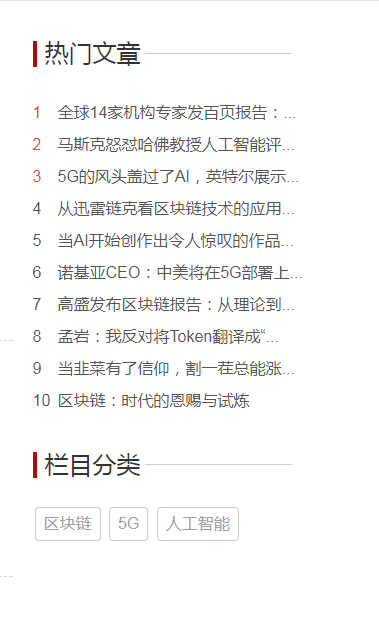 热门文章
1 全球14家机构专家发百页报告：...
2 马斯克怒怼哈佛教授人工智能评...
3 5G的风头盖过了AI，英特尔展示...
4 从迅雷链克看区块链技术的应用...
5 当AI开始创作出令人惊叹的作品...
6 诺基亚CEO：中美将在5G部署上...
7 高盛发布区块链报告：从理论到...
8 孟岩：我反对将Token翻译成“...
9 当韭菜有了信仰，割一茬总能涨...
10 区块链：时代的恩赐与试炼
栏目分类
区块链 5G 人工智能